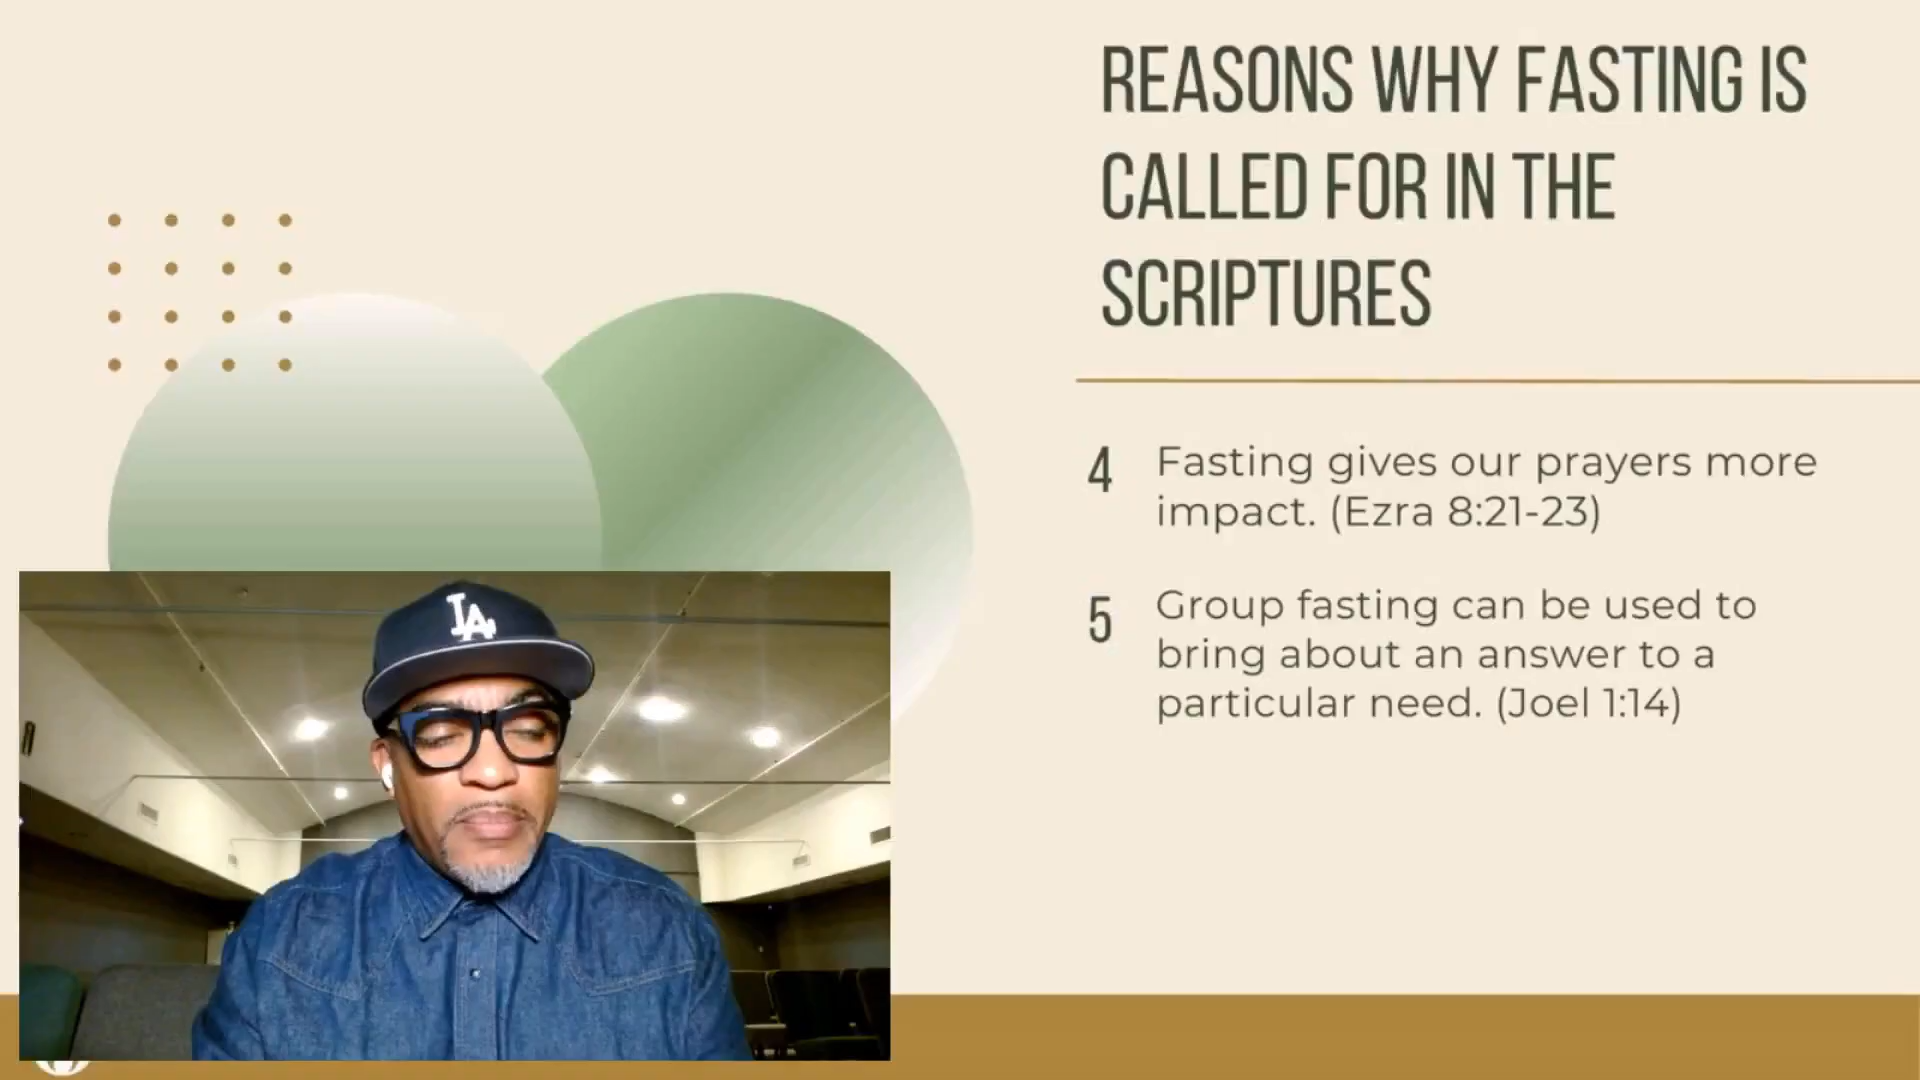 REASONS WHY FASTING IS
CALLED FOR IN THE
SCRIPTURES
4 Fasting gives our prayers more
impact. (Ezra 8:21-23)
5 Group fasting can be used to
bring about an answer to a
particular need. (Joel 1:14)
LA